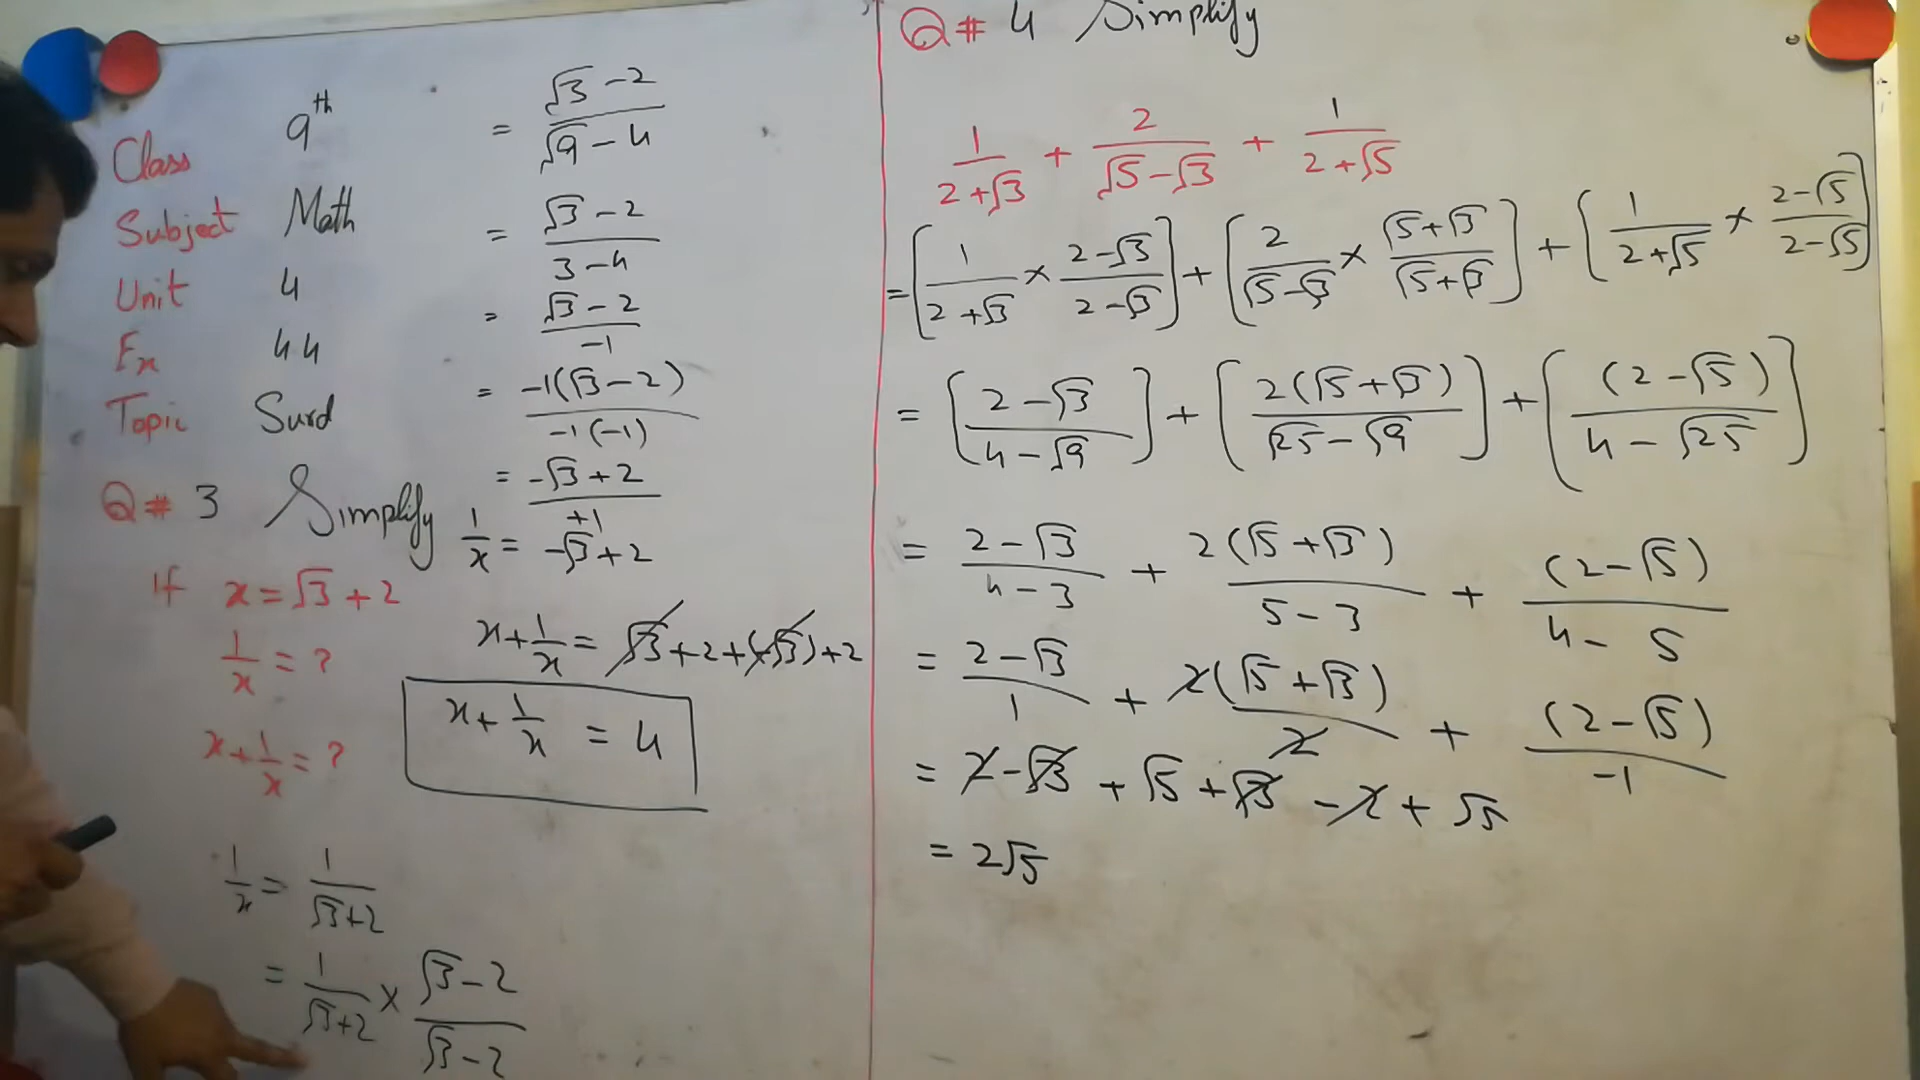 Class 9th
Subject Math
Unit 4
Ex 4.4
Topic Surd
Q # 3 Simplify
If x = √3 + 2
1/x = ?
x + 1/x = ?
1/x = 1/(√3+2)
= 1/(√3+2) × (√3-2)/(√3-2)
= (√3-2)/(√9-4)
= (√3-2)/(3-4)
= (√3-2)/-1
= -1(√3-2)/-1(-1)
= (-√3+2)/+1
1/x = -√3+2
x + 1/x = √3+2+(-√3)+2
x + 1/x = 4
Q # 4 Simplify
1/(2+√3) + 2/(√5-√3) + 1/(2+√5)
= [1/(2+√3) × (2-√3)/(2-√3)] + [2/(√5-√3) × (√5+√3)/(√5+√3)] + [1/(2+√5) × (2-√5)/(2-√5)]
= [(2-√3)/(4-√9)] + [2(√5+√3)/(√25-√9)] + [(2-√5)/(4-√25)]
= (2-√3)/(4-3) + 2(√5+√3)/(5-3) + (2-√5)/(4-5)
= (2-√3)/1 + 2(√5+√3)/2 + (2-√5)/-1
= 2-√3 + √5+√3 - 2 + √5
= 2√5